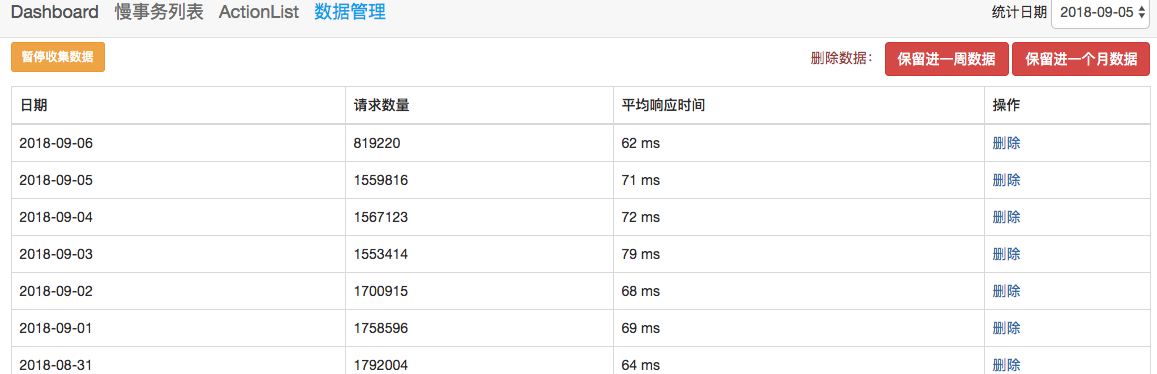 Dashboard 慢事务列表 ActionList 数据管理 统计日期 2018-09-05
暂停收集数据 删除数据： 保留进一周数据 保留进一个月数据
日期 请求数量 平均响应时间 操作
2018-09-06 819220 62 ms 删除
2018-09-05 1559816 71 ms 删除
2018-09-04 1567123 72 ms 删除
2018-09-03 1553414 79 ms 删除
2018-09-02 1700915 68 ms 删除
2018-09-01 1758596 69 ms 删除
2018-08-31 1792004 64 ms 删除